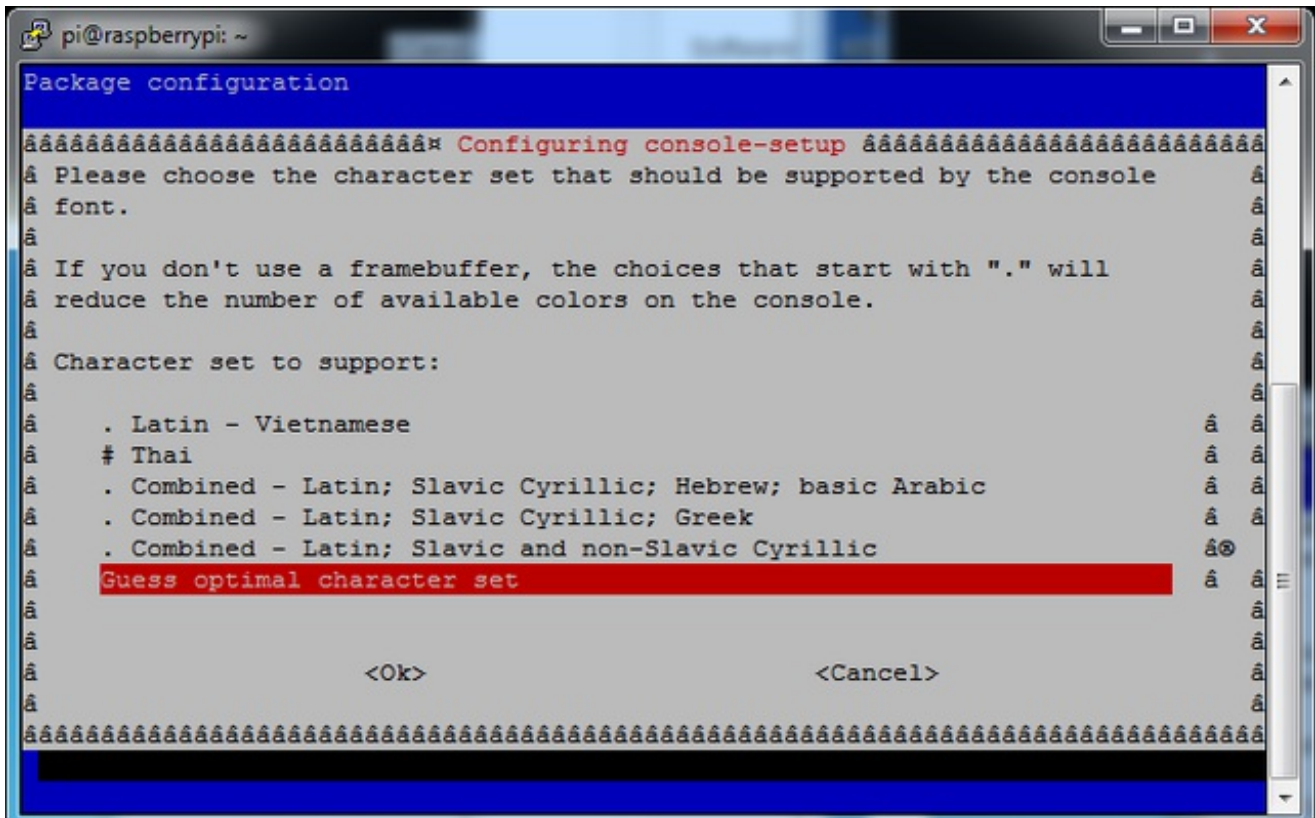 pi@raspberrypi: ~
Package configuration
ââââââââââââââââââââââââââ¤ Configuring console-setup ââââââââââââââââââââââââââ
â Please choose the character set that should be supported by the console â
â font. â
â â
â If you don't use a framebuffer, the choices that start with "." will â
â reduce the number of available colors on the console. â
â â
â Character set to support: â
â â
â . Latin - Vietnamese â â
â # Thai â â
â . Combined - Latin; Slavic Cyrillic; Hebrew; basic Arabic â â
â . Combined - Latin; Slavic Cyrillic; Greek â â
â . Combined - Latin; Slavic and non-Slavic Cyrillic â®
â Guess optimal character set â â
â â
â â
â <Ok> <Cancel> â
â â
ââââââââââââââââââââââââââââââââââââââââââââââââââââââââââââââââââââââââââââââââ